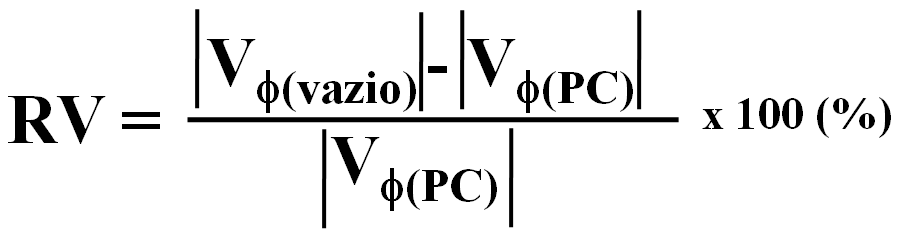 |Vϕ(vazio)|-|Vϕ(PC)|
RV = x 100 (%)
|Vϕ(PC)|